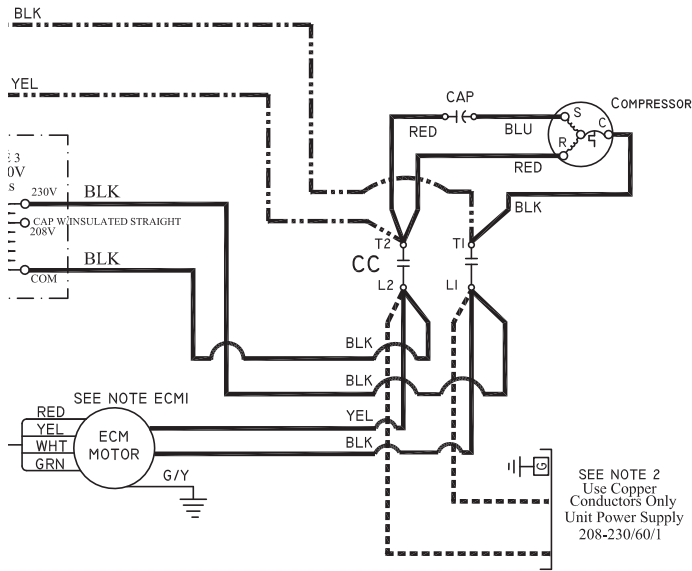 BLK
YEL
CAP
COMPRESSOR
S
C
R
RED
BLU
RED
BLK
E 3
0V
S
230V
BLK
CAP W/INSULATED STRAIGHT
208V
BLK
COM
T2
T1
CC
L2
L1
BLK
BLK
SEE NOTE ECM1
RED
YEL
WHT
GRN
ECM
MOTOR
YEL
BLK
G/Y
G
SEE NOTE 2
Use Copper
Conductors Only
Unit Power Supply
208-230/60/1